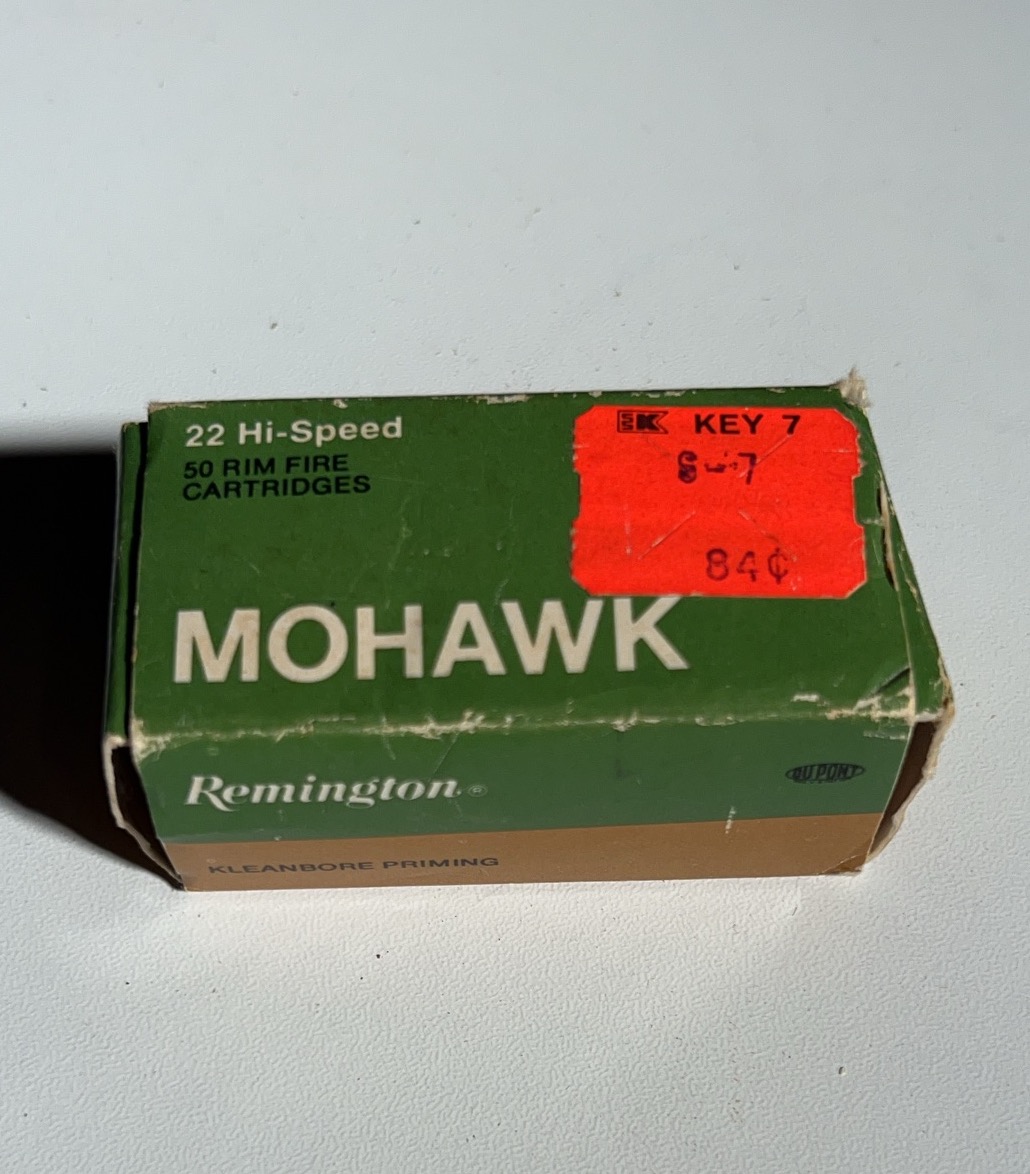 22 Hi-Speed
50 RIM FIRE
CARTRIDGES
K KEY 7
84¢
MOHAWK
Remington®
DU PONT
KLEANBORE PRIMING